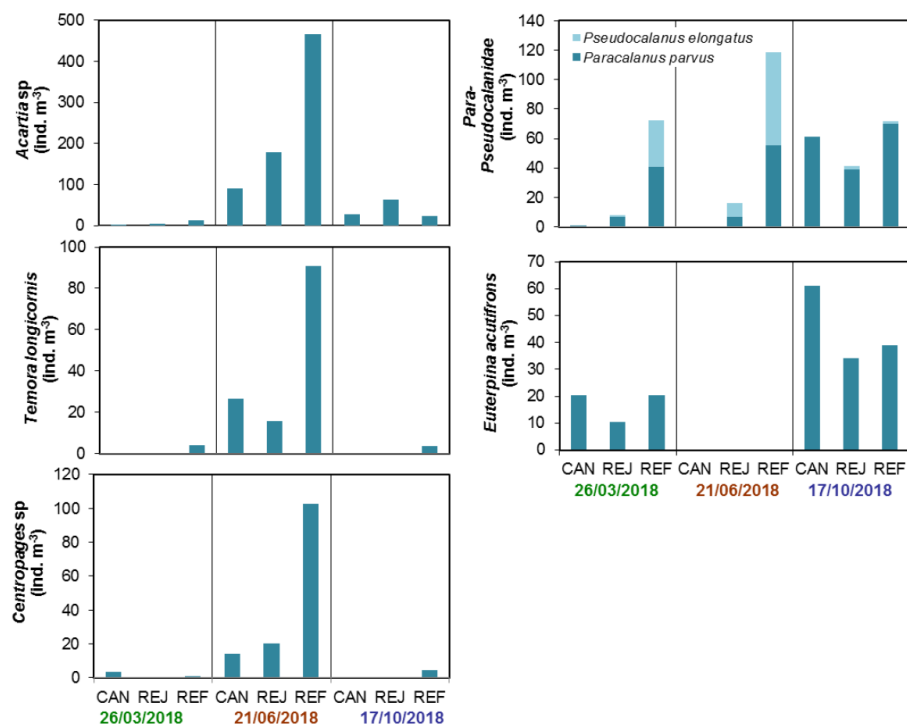 Acartia sp
(ind. m-3)
500
400
300
200
100
0
Temora longicornis
(ind. m-3)
100
80
60
40
20
0
Centropages sp
(ind. m-3)
120
100
80
60
40
20
0
CAN REJ REF CAN REJ REF CAN REJ REF
26/03/2018 21/06/2018 17/10/2018
Para-
Pseudocalanidae
(ind. m-3)
140
120
100
80
60
40
20
0
Pseudocalanus elongatus
Paracalanus parvus
Euterpina acutifrons
(ind. m-3)
70
60
50
40
30
20
10
0
CAN REJ REF CAN REJ REF CAN REJ REF
26/03/2018 21/06/2018 17/10/2018